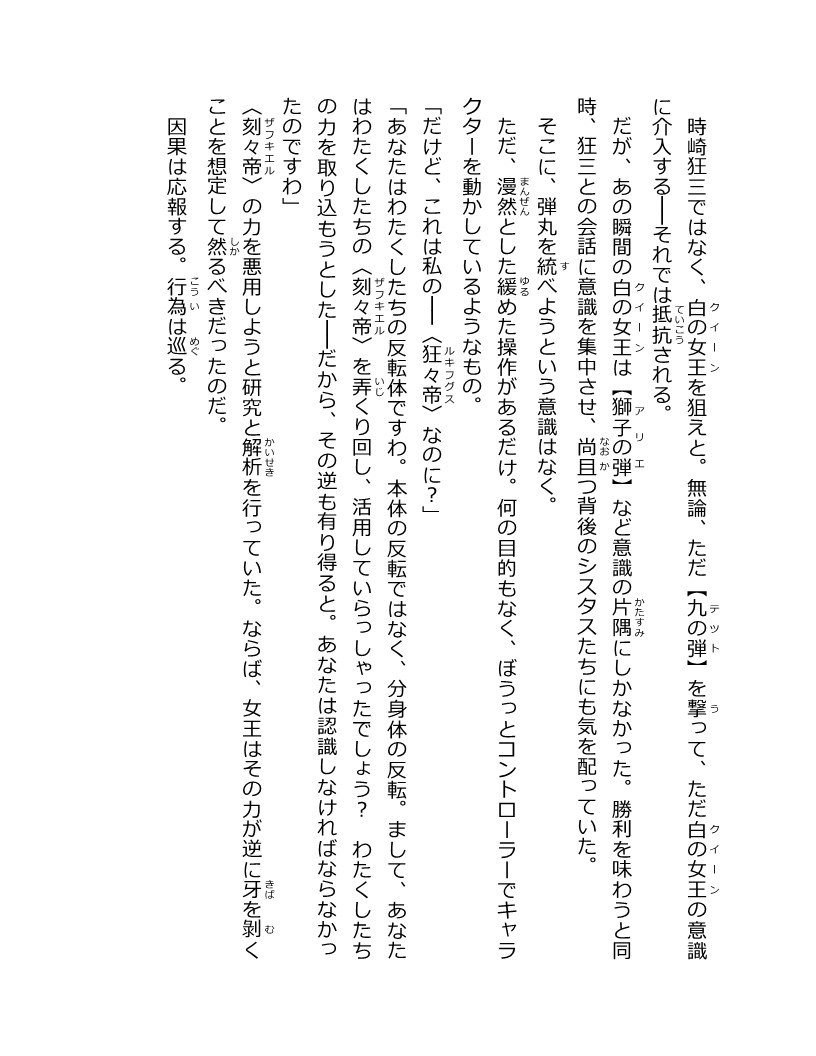 時崎狂三ではなく、白の女王を狙えと。無論、ただ【九の弾】を撃って、ただ白の女王の意識
に介入する――それでは抵抗される。
だが、あの瞬間の白の女王は【獅子の弾】など意識の片隅にしかなかった。勝利を味わうと同
時、狂三との会話に意識を集中させ、尚且つ背後のシスタスたちにも気を配っていた。
そこに、弾丸を統べようという意識はなく。
ただ、漫然とした緩めた操作があるだけ。何の目的もなく、ぼうっとコントローラーでキャラ
クターを動かしているようなもの。
「だけど、これは私の――〈狂々帝〉なのに？」
「あなたはわたくしたちの反転体ですわ。本体の反転ではなく、分身体の反転。まして、あなた
はわたくしたちの〈刻々帝〉を弄くり回し、活用していらっしゃったでしょう？　わたくしたち
の力を取り込もうとした――だから、その逆も有り得ると。あなたは認識しなければならなかっ
たのですわ」
〈刻々帝〉の力を悪用しようと研究と解析を行っていた。ならば、女王はその力が逆に牙を剝く
ことを想定して然るべきだったのだ。
因果は応報する。行為は巡る。